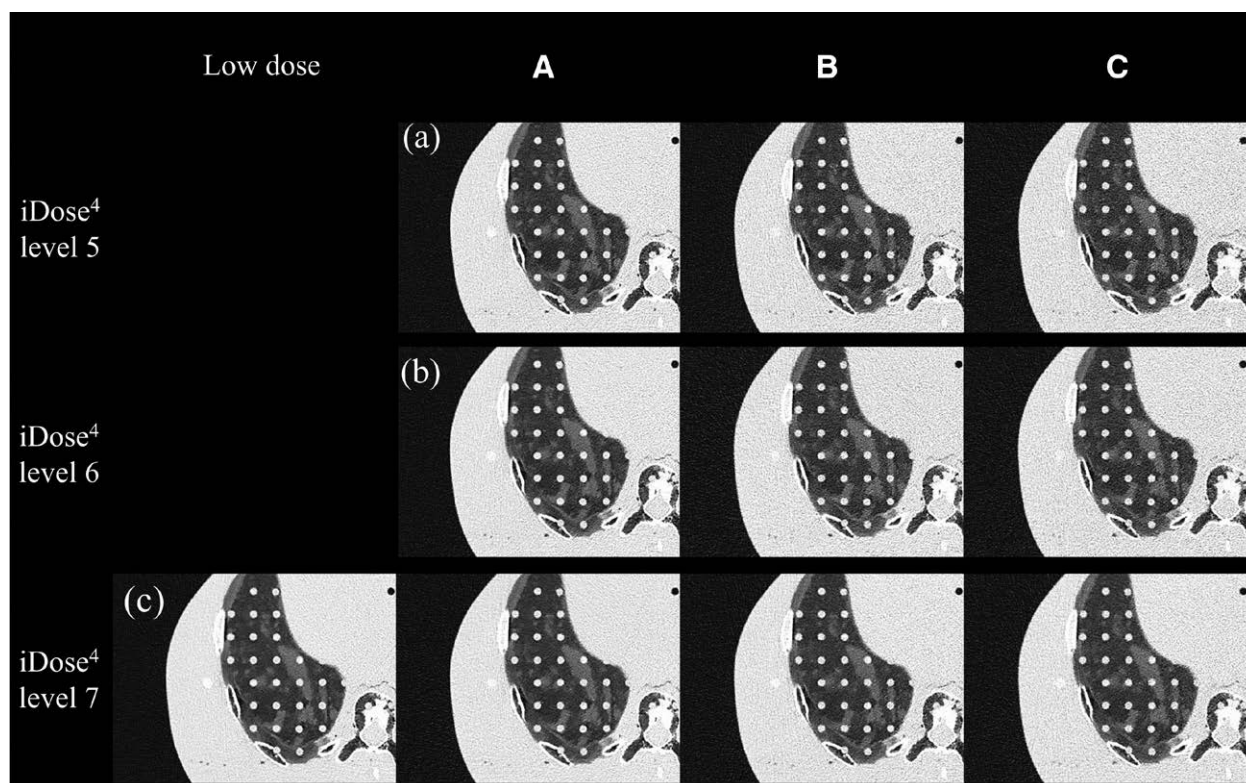 Low dose A B C
(a)
iDose⁴
level 5
(b)
iDose⁴
level 6
(c)
iDose⁴
level 7